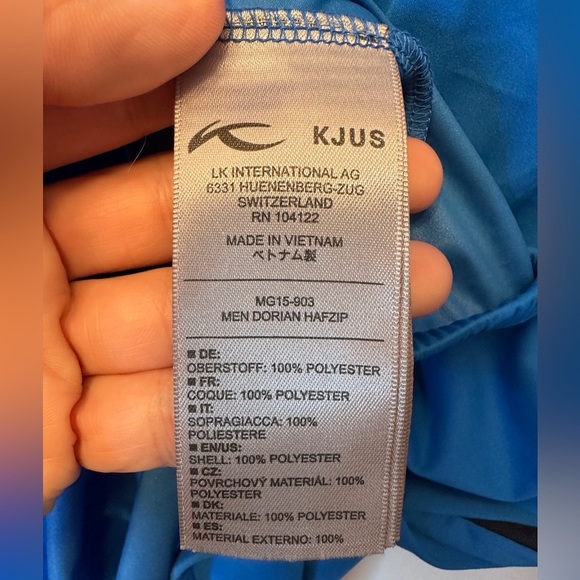 KJUS
LK INTERNATIONAL AG
6331 HUENENBERG-ZUG
SWITZERLAND
RN 104122
MADE IN VIETNAM
ベトナム製
MG15-903
MEN DORIAN HAFZIP
■ DE:
OBERSTOFF: 100% POLYESTER
■ FR:
COQUE: 100% POLYESTER
■ IT:
SOPRAGIACCA: 100%
POLIESTERE
■ EN/US:
SHELL: 100% POLYESTER
■ CZ:
POVRCHOVÝ MATERIÁL: 100%
POLYESTER
■ DK:
MATERIALE: 100% POLYESTER
■ ES:
MATERIAL EXTERNO: 100%